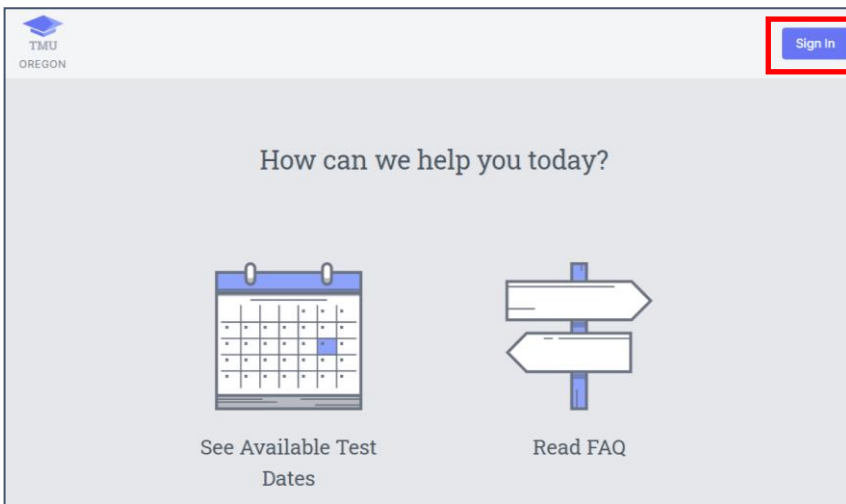 TMU
OREGON
Sign In
How can we help you today?
See Available Test
Dates
Read FAQ